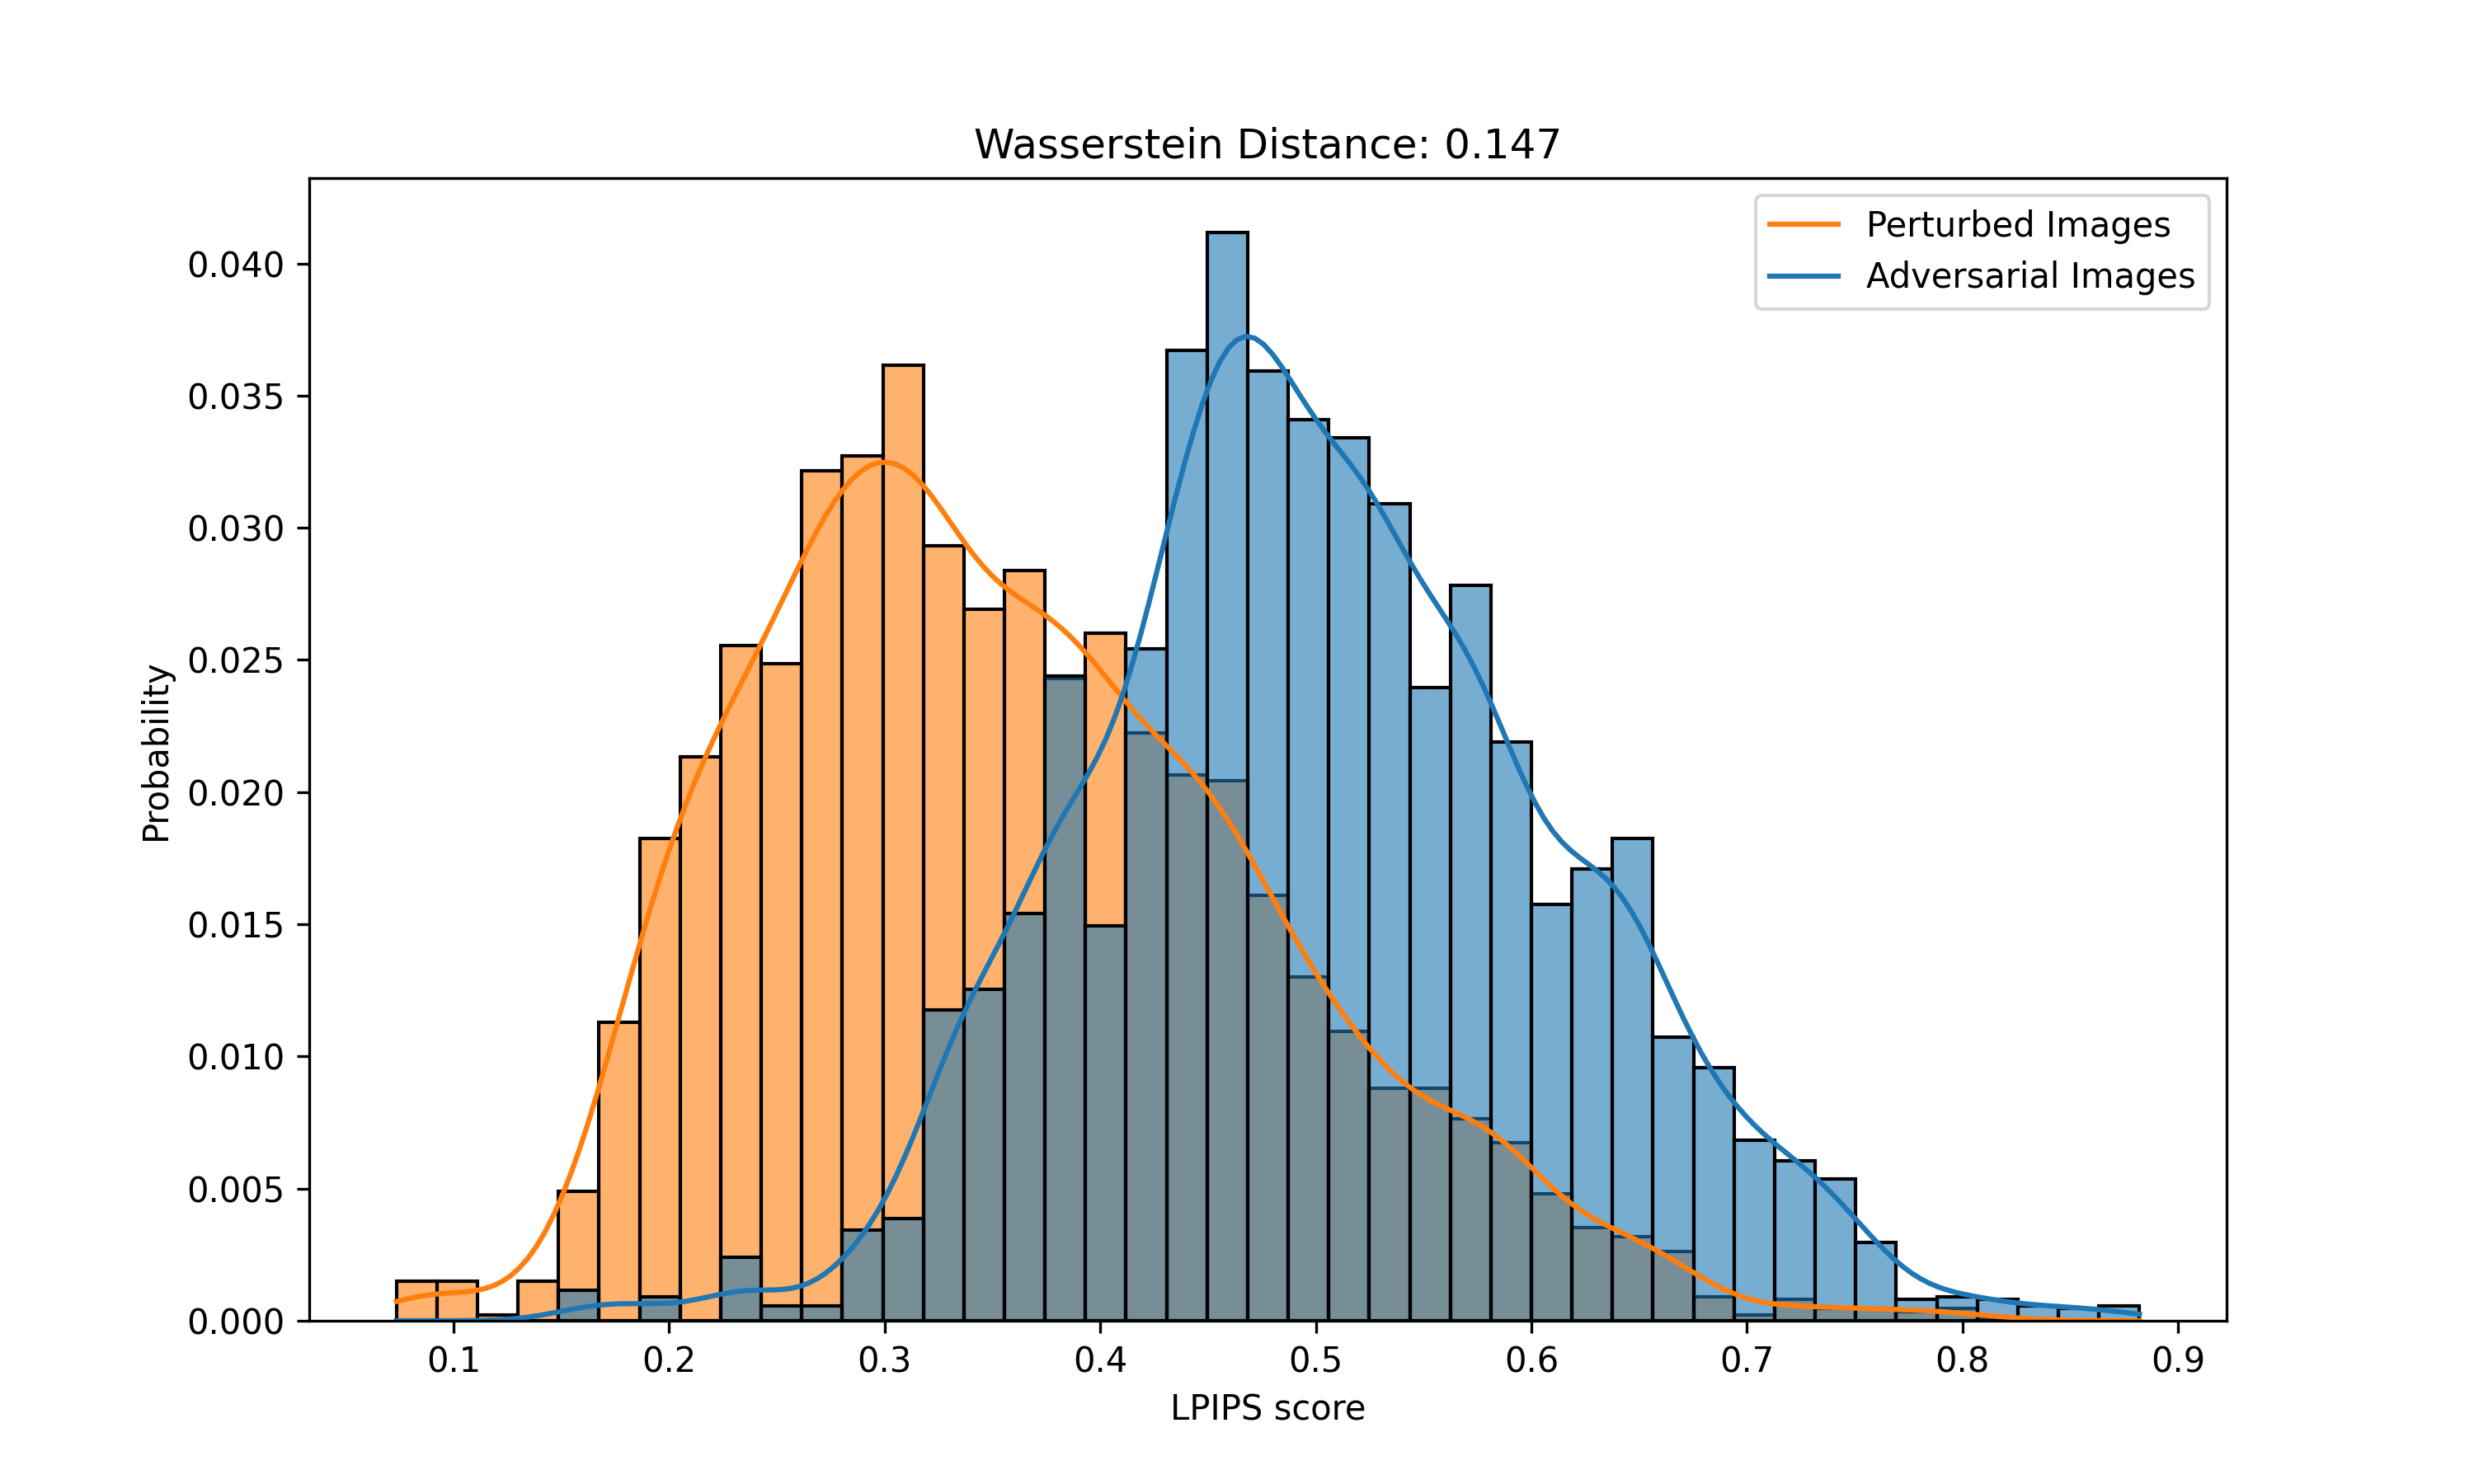 Wasserstein Distance: 0.147
Perturbed Images
Adversarial Images
Probability
0.040
0.035
0.030
0.025
0.020
0.015
0.010
0.005
0.000
0.1 0.2 0.3 0.4 0.5 0.6 0.7 0.8 0.9
LPIPS score